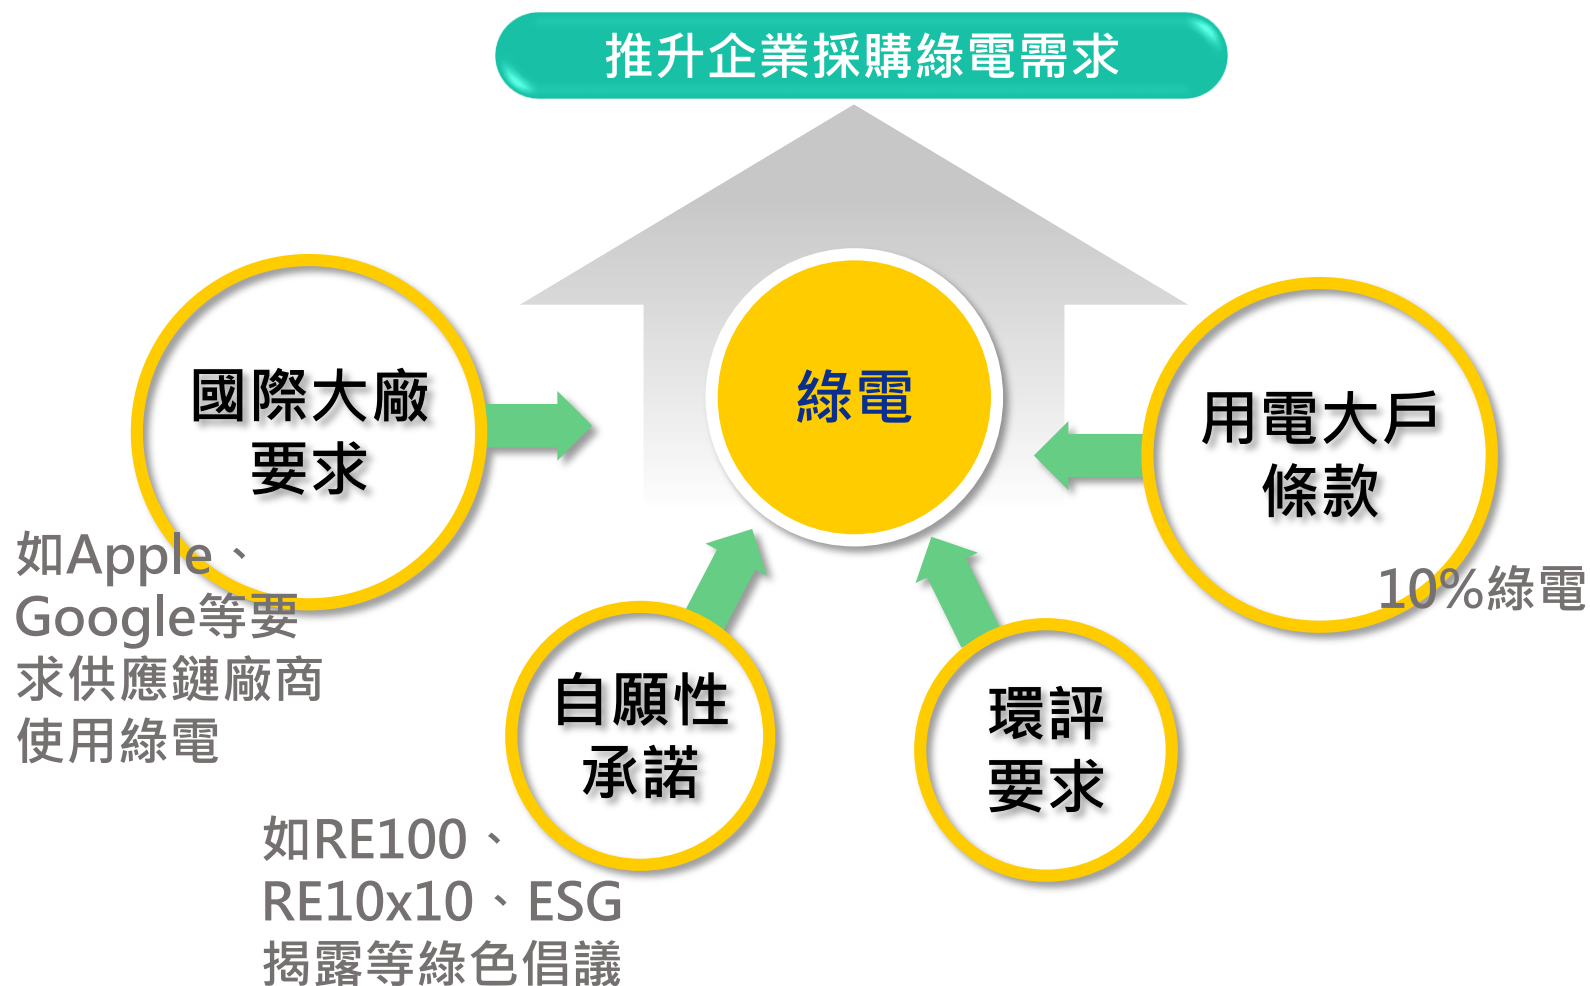 推升企業採購綠電需求
綠電
國際大廠
要求
如Apple、
Google等要
求供應鏈廠商
使用綠電
自願性
承諾
如RE100、
RE10x10、ESG
揭露等綠色倡議
環評
要求
用電大戶
條款
10%綠電